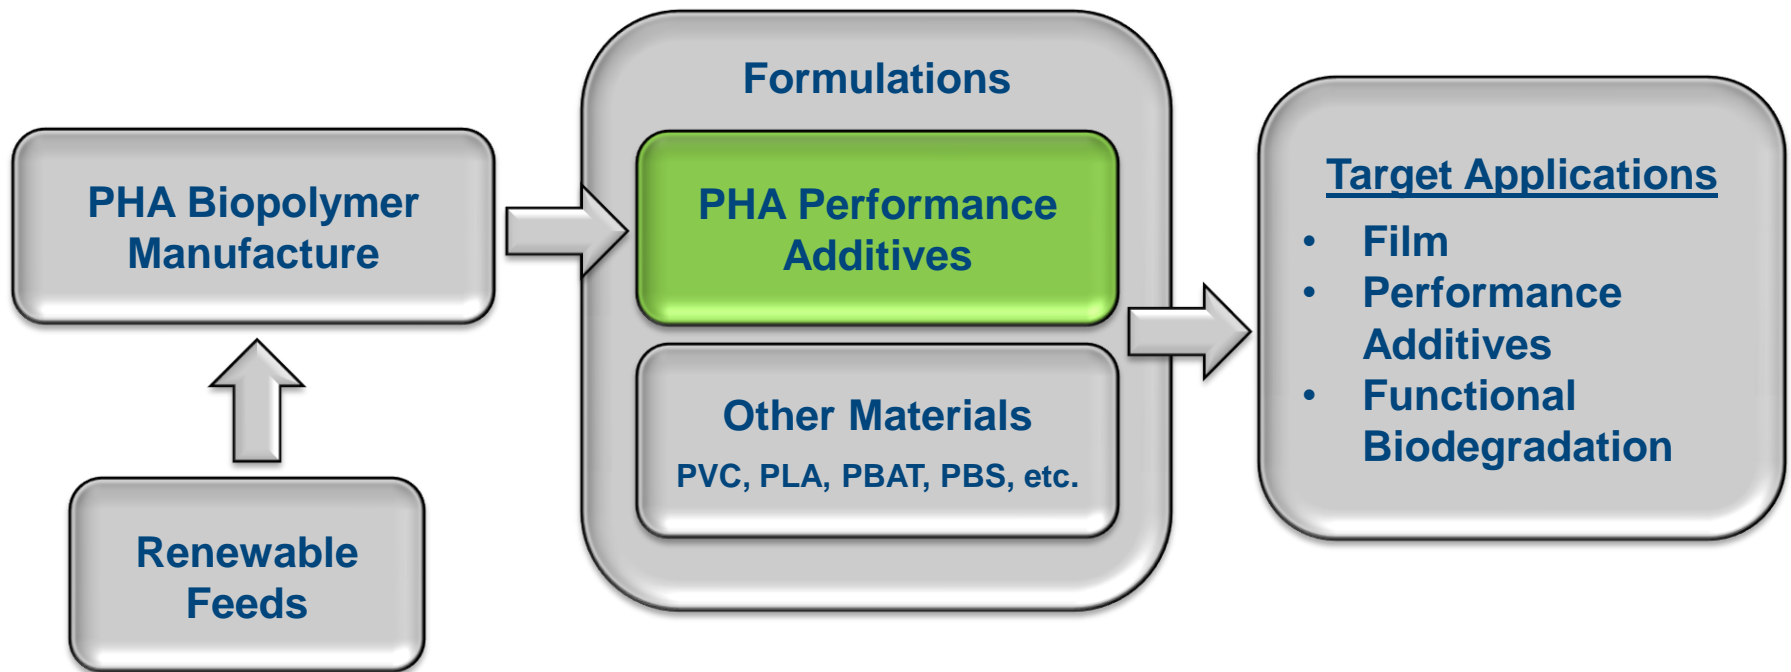 Formulations
PHA Biopolymer
Manufacture
PHA Performance
Additives
Other Materials
PVC, PLA, PBAT, PBS, etc.
Renewable
Feeds
Target Applications
• Film
• Performance
Additives
• Functional
Biodegradation